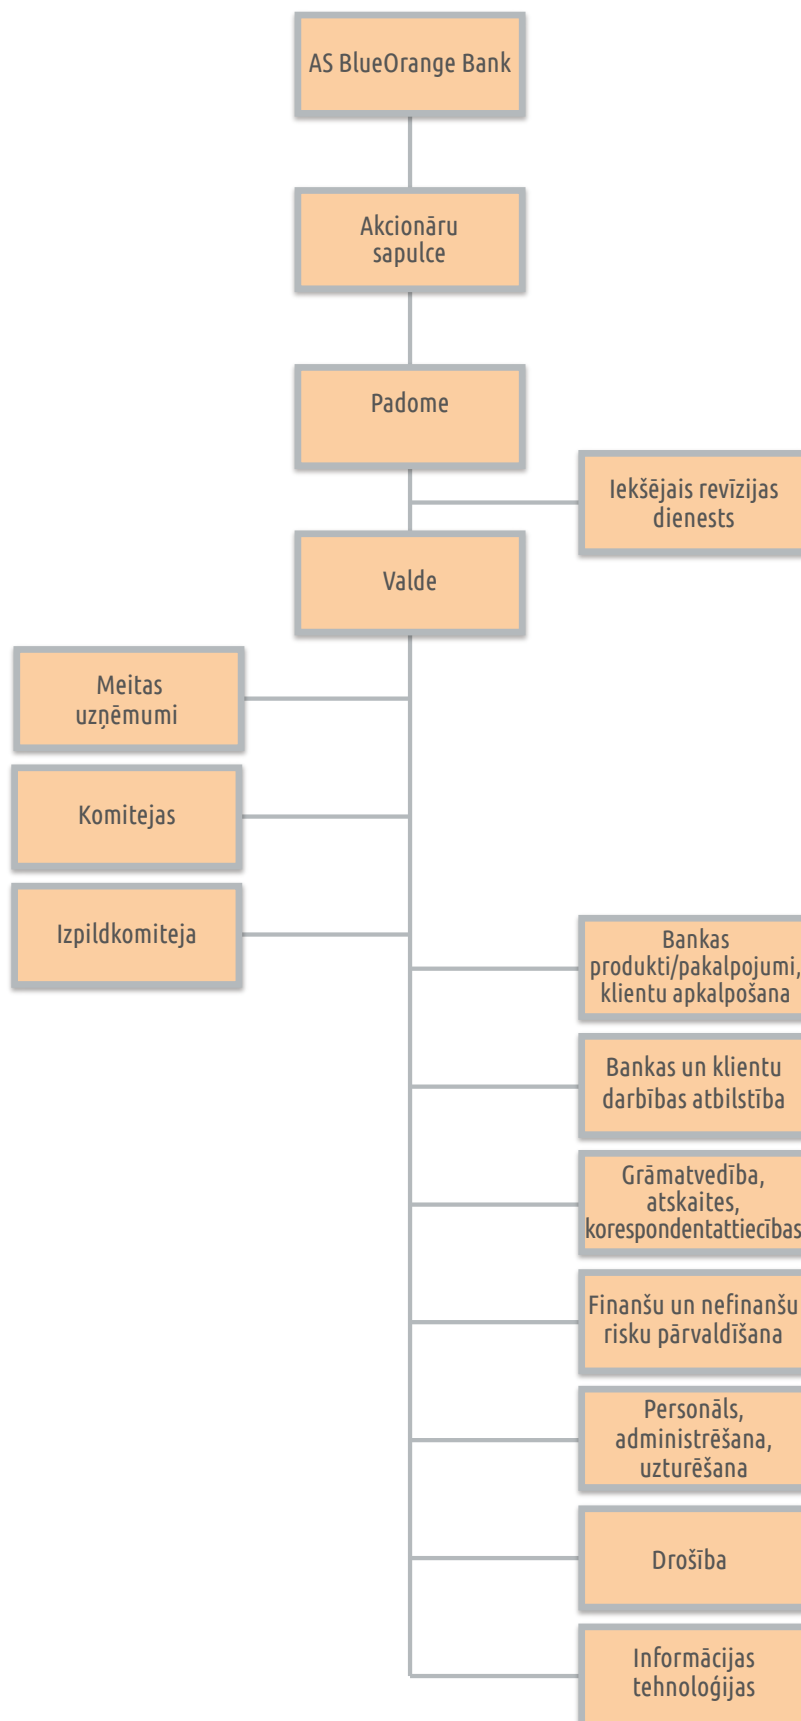 AS BlueOrange Bank
Akcionāru
sapulce
Padome
Iekšējais revīzijas
dienests
Valde
Meitas
uzņēmumi
Komitejas
Izpildkomiteja
Bankas
produkti/pakalpojumi,
klientu apkalpošana
Bankas un klientu
darbības atbilstība
Grāmatvedība,
atskaites,
korespondentattiecības
Finanšu un nefinanšu
risku pārvaldīšana
Personāls,
administrēšana,
uzturēšana
Drošība
Informācijas
tehnoloģijas